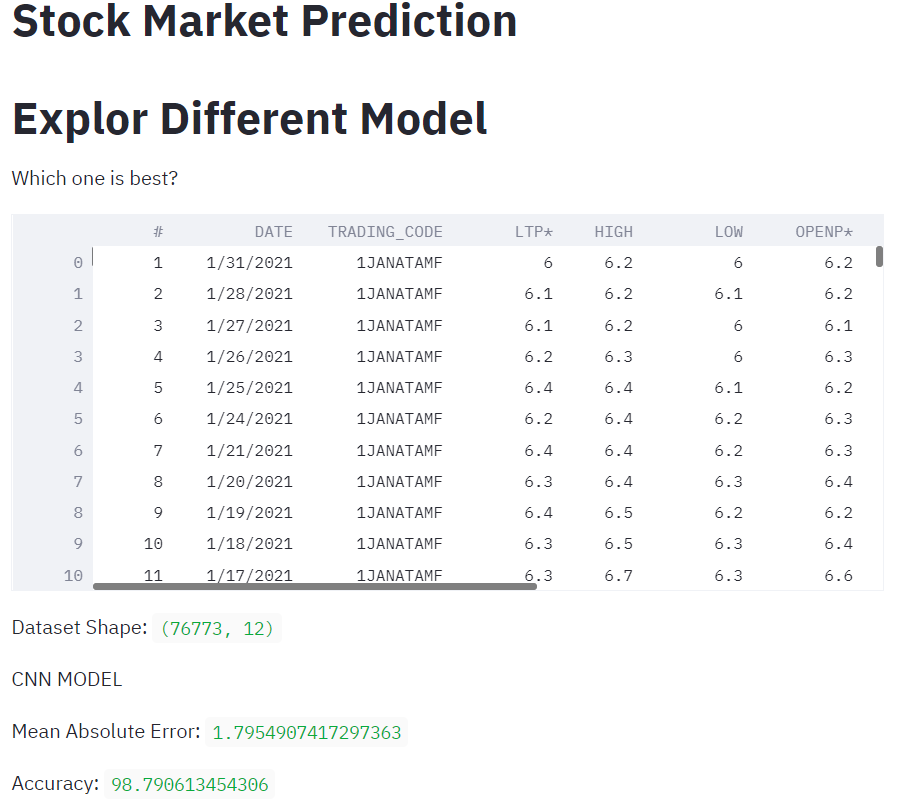 Stock Market Prediction
Explor Different Model
Which one is best?
# DATE TRADING_CODE LTP* HIGH LOW OPENP*
0 1 1/31/2021 1JANATAMF 6 6.2 6 6.2
1 2 1/28/2021 1JANATAMF 6.1 6.2 6.1 6.2
2 3 1/27/2021 1JANATAMF 6.1 6.2 6 6.1
3 4 1/26/2021 1JANATAMF 6.2 6.3 6 6.3
4 5 1/25/2021 1JANATAMF 6.4 6.4 6.1 6.2
5 6 1/24/2021 1JANATAMF 6.2 6.4 6.2 6.3
6 7 1/21/2021 1JANATAMF 6.4 6.4 6.2 6.3
7 8 1/20/2021 1JANATAMF 6.3 6.4 6.3 6.4
8 9 1/19/2021 1JANATAMF 6.4 6.5 6.2 6.2
9 10 1/18/2021 1JANATAMF 6.3 6.5 6.3 6.4
10 11 1/17/2021 1JANATAMF 6.3 6.7 6.3 6.6
Dataset Shape: (76773, 12)
CNN MODEL
Mean Absolute Error: 1.7954907417297363
Accuracy: 98.790613454306